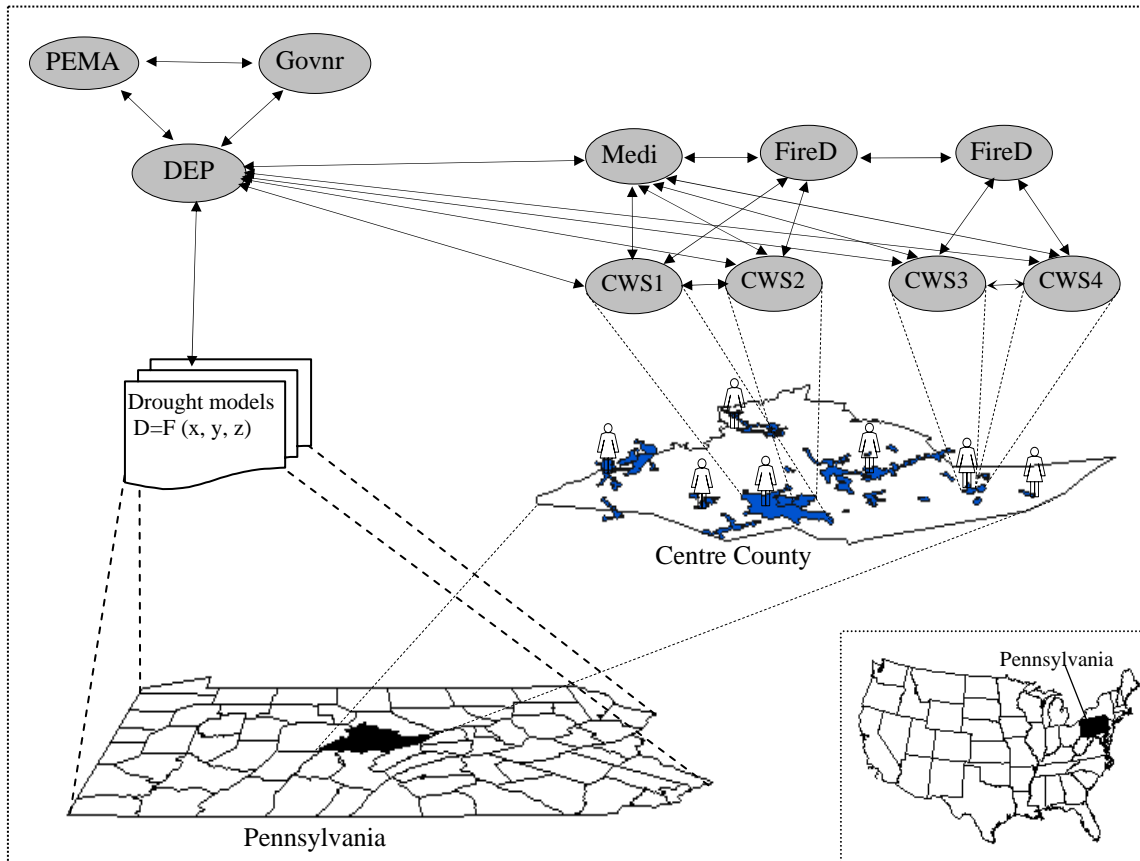 PEMA
Govnr
DEP
Medi
FireD
FireD
CWS1
CWS2
CWS3
CWS4
Drought models
D=F (x, y, z)
Centre County
Pennsylvania
Pennsylvania